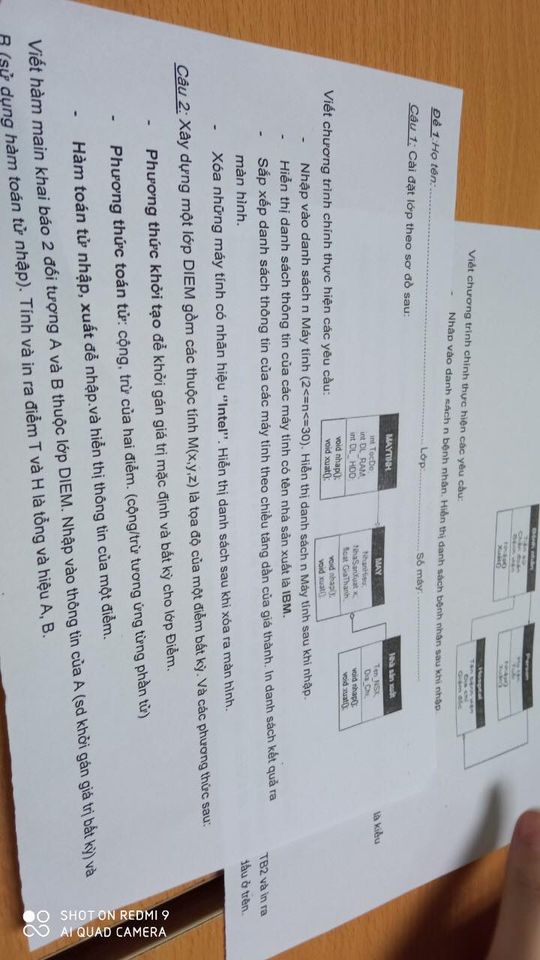 Bệnh nhân
Person
Tiền sử
Chẩn đoán
Bệnh viện
Họ tên
Tuổi
Nhập()
Xuất()
Nhập()
Xuất()
Hospital
Tên bệnh viện
Địa chỉ
Giám đốc
Viết chương trình chính thực hiện các yêu cầu:
- Nhập vào danh sách n bệnh nhân. Hiển thị danh sách bệnh nhân sau khi nhập.
là kiểu
TB2 và in ra
đấu ở trên.
Đề 1: Họ tên:........ Lớp:........ Số máy: ........
Câu 1: Cài đặt lớp theo sơ đồ sau:
MAYTINH
int TocDo;
int DL_RAM;
int DL_HDD
void nhap();
void xuat();
MAY
NhanHieu;
NhaSanXuat x;
float GiaThanh;
void nhap();
void xuat();
Nhà sản xuất
Ten_NSX;
Dia_Chi;
void nhap();
void xuat();
Viết chương trình chính thực hiện các yêu cầu:
- Nhập vào danh sách n Máy tính (2<=n<=30). Hiển thị danh sách n Máy tính sau khi nhập.
- Hiển thị danh sách thông tin của các máy tính có tên nhà sản xuất là IBM.
- Sắp xếp danh sách thông tin của các máy tính theo chiều tăng dần của giá thành. In danh sách kết quả ra
màn hình.
- Xóa những máy tính có nhãn hiệu "Intel". Hiển thị danh sách sau khi xóa ra màn hình.
Câu 2: Xây dựng một lớp DIEM gồm các thuộc tính M(x,y,z) là tọa độ của một điểm bất kỳ. Và các phương thức sau:
- Phương thức khởi tạo để khởi gán giá trị mặc định và bất kỳ cho lớp Điểm.
- Phương thức toán tử: cộng, trừ của hai điểm. (cộng/trừ tương ứng từng phần tử)
- Hàm toán tử nhập, xuất để nhập và hiển thị thông tin của một điểm.
Viết hàm main khai báo 2 đối tượng A và B thuộc lớp DIEM. Nhập vào thông tin của A (sd khởi gán giá trị bất kỳ) và
B (sử dụng hàm toán tử nhập). Tính và in ra điểm T và H là tổng và hiệu A, B.
SHOT ON REDMI 9
AI QUAD CAMERA